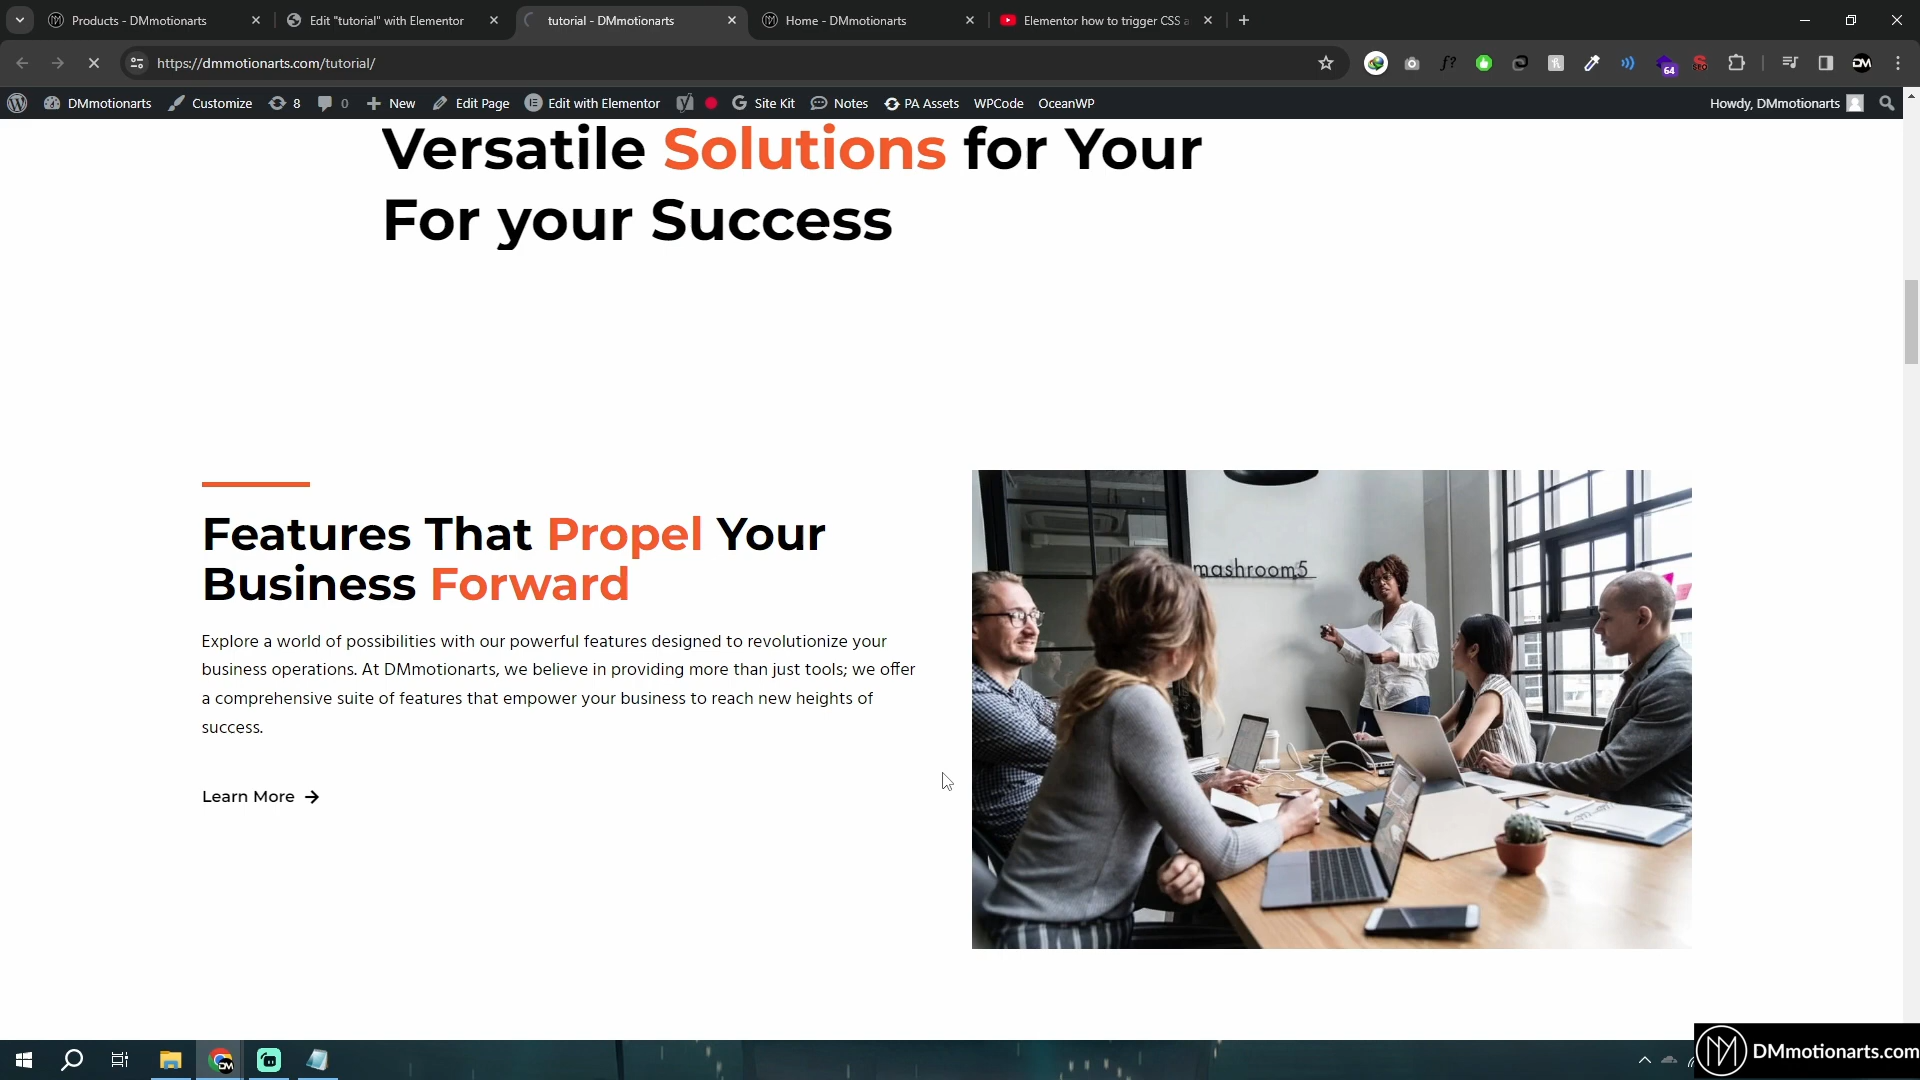 Products - DMmotionarts
Edit "tutorial" with Elementor
tutorial - DMmotionarts
Home - DMmotionarts
Elementor how to trigger CSS a
https://dmmotionarts.com/tutorial/
f?
64
SEO
DM
DMmotionarts
Customize
8
0
New
Edit Page
Edit with Elementor
Site Kit
Notes
PA Assets
WPCode
OceanWP
Howdy, DMmotionarts
Versatile Solutions for Your
For your Success
Features That Propel Your
Business Forward
Explore a world of possibilities with our powerful features designed to revolutionize your
business operations. At DMmotionarts, we believe in providing more than just tools; we offer
a comprehensive suite of features that empower your business to reach new heights of
success.
Learn More
mashroom5
DMmotionarts.com